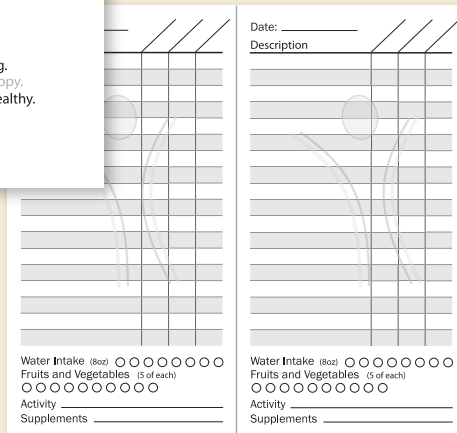 g.
ealthy.
Water Intake (8oz)
Fruits and Vegetables (5 of each)
Activity
Supplements
Date:
Description
Water Intake (8oz)
Fruits and Vegetables (5 of each)
Activity
Supplements